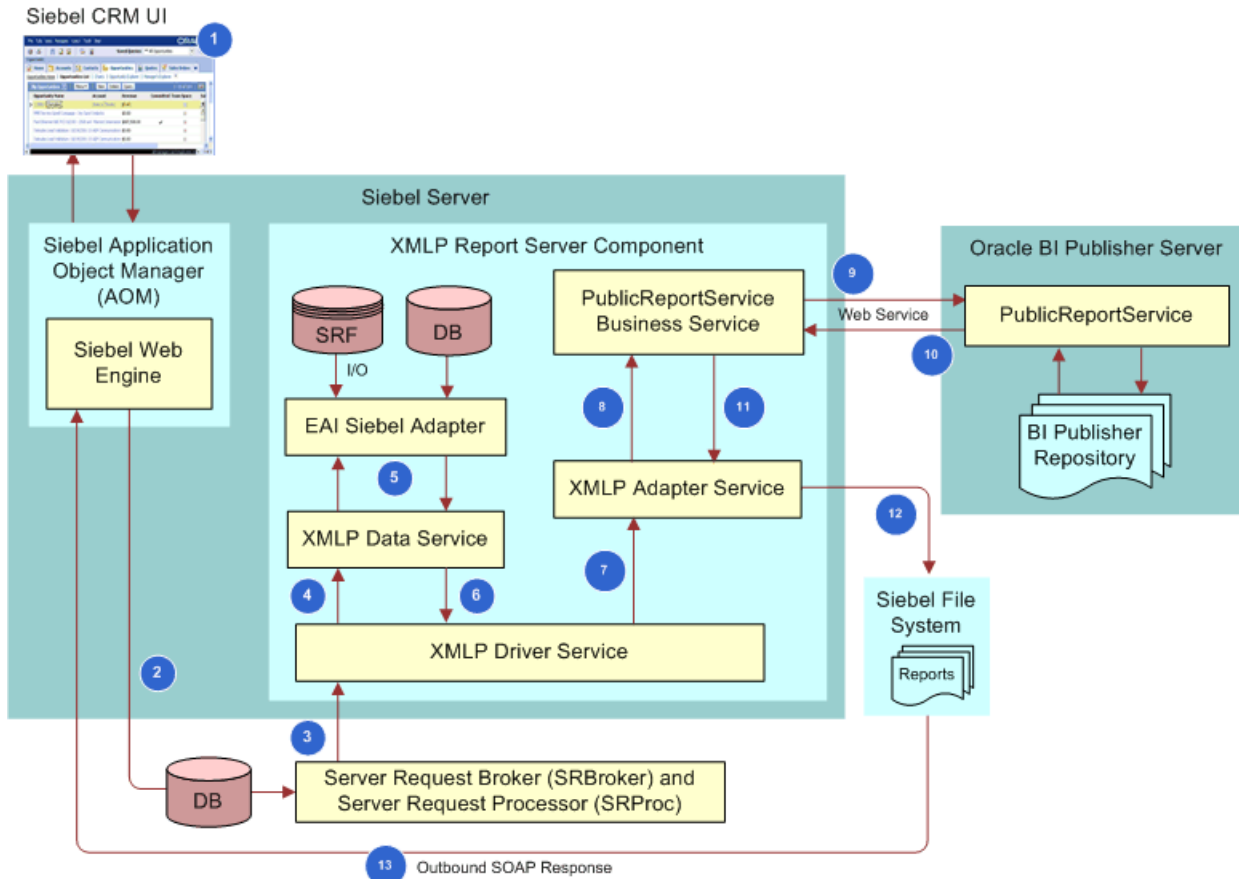 Siebel CRM UI
1
Siebel Server
Siebel Application
Object Manager
(AOM)
Siebel Web
Engine
XMLP Report Server Component
SRF
DB
I/O
EAI Siebel Adapter
5
XMLP Data Service
4
6
XMLP Driver Service
PublicReportService
Business Service
8
11
XMLP Adapter Service
7
9
Web Service
10
Oracle BI Publisher Server
PublicReportService
BI Publisher
Repository
12
Siebel File
System
Reports
2
3
DB
Server Request Broker (SRBroker) and
Server Request Processor (SRProc)
13
Outbound SOAP Response